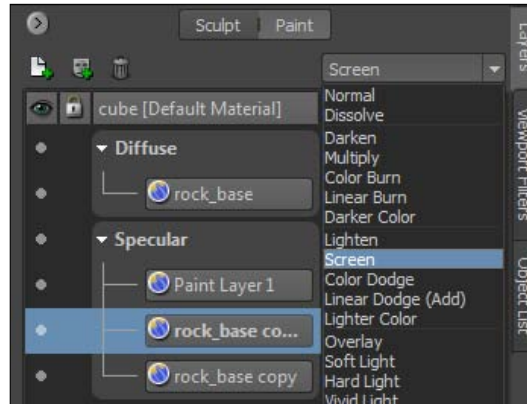 Sculpt Paint
Screen
cube [Default Material]
Diffuse
rock_base
Specular
Paint Layer 1
rock_base co...
rock_base copy
Normal
Dissolve
Darken
Multiply
Color Burn
Linear Burn
Darker Color
Lighten
Screen
Color Dodge
Linear Dodge (Add)
Lighter Color
Overlay
Soft Light
Hard Light
Vivid Light
Layers
Viewport Filters
Object List